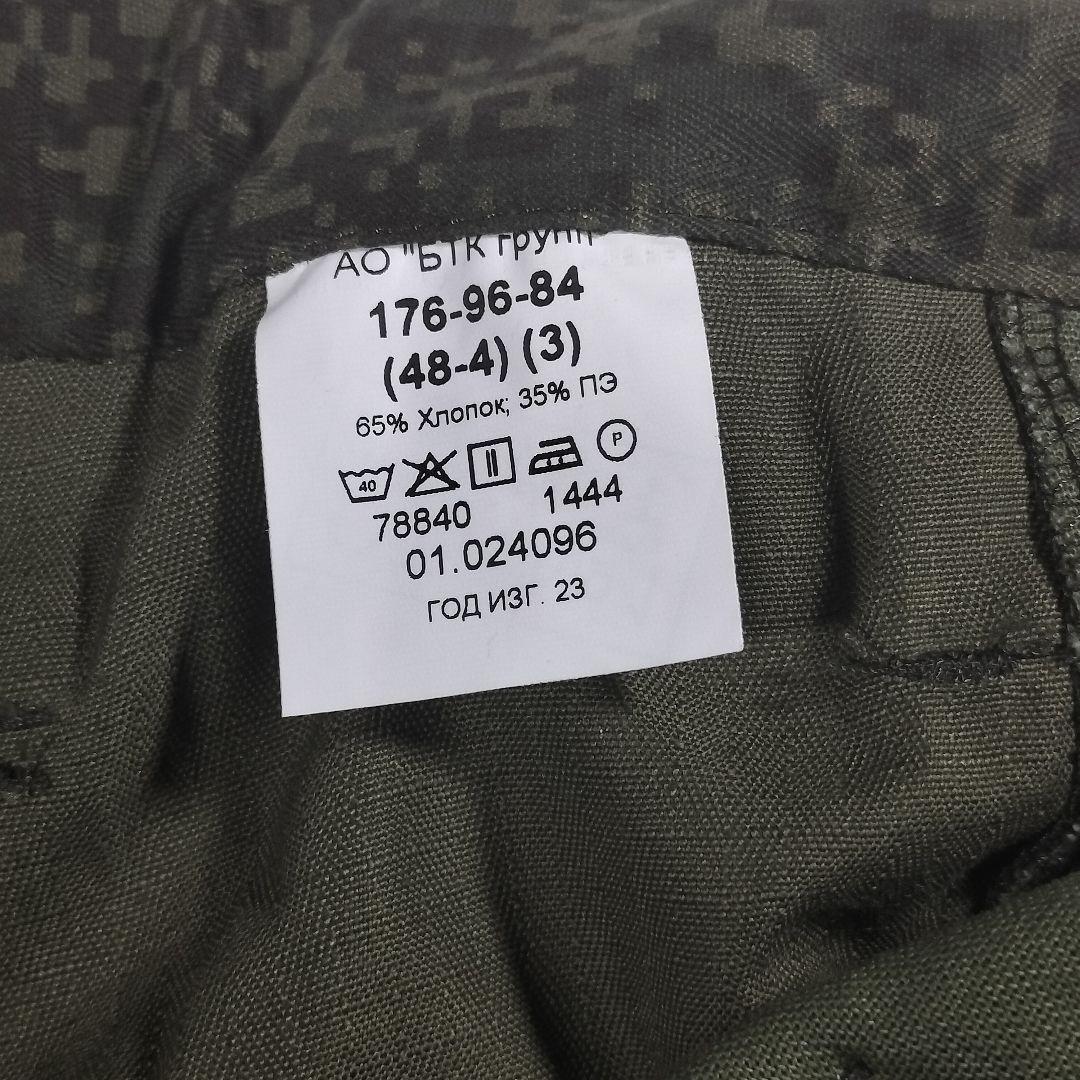 АО "БТК групп"
176-96-84
(48-4) (3)
65% Хлопок; 35% ПЭ
40 P
78840 1444
01.024096
ГОД ИЗГ. 23